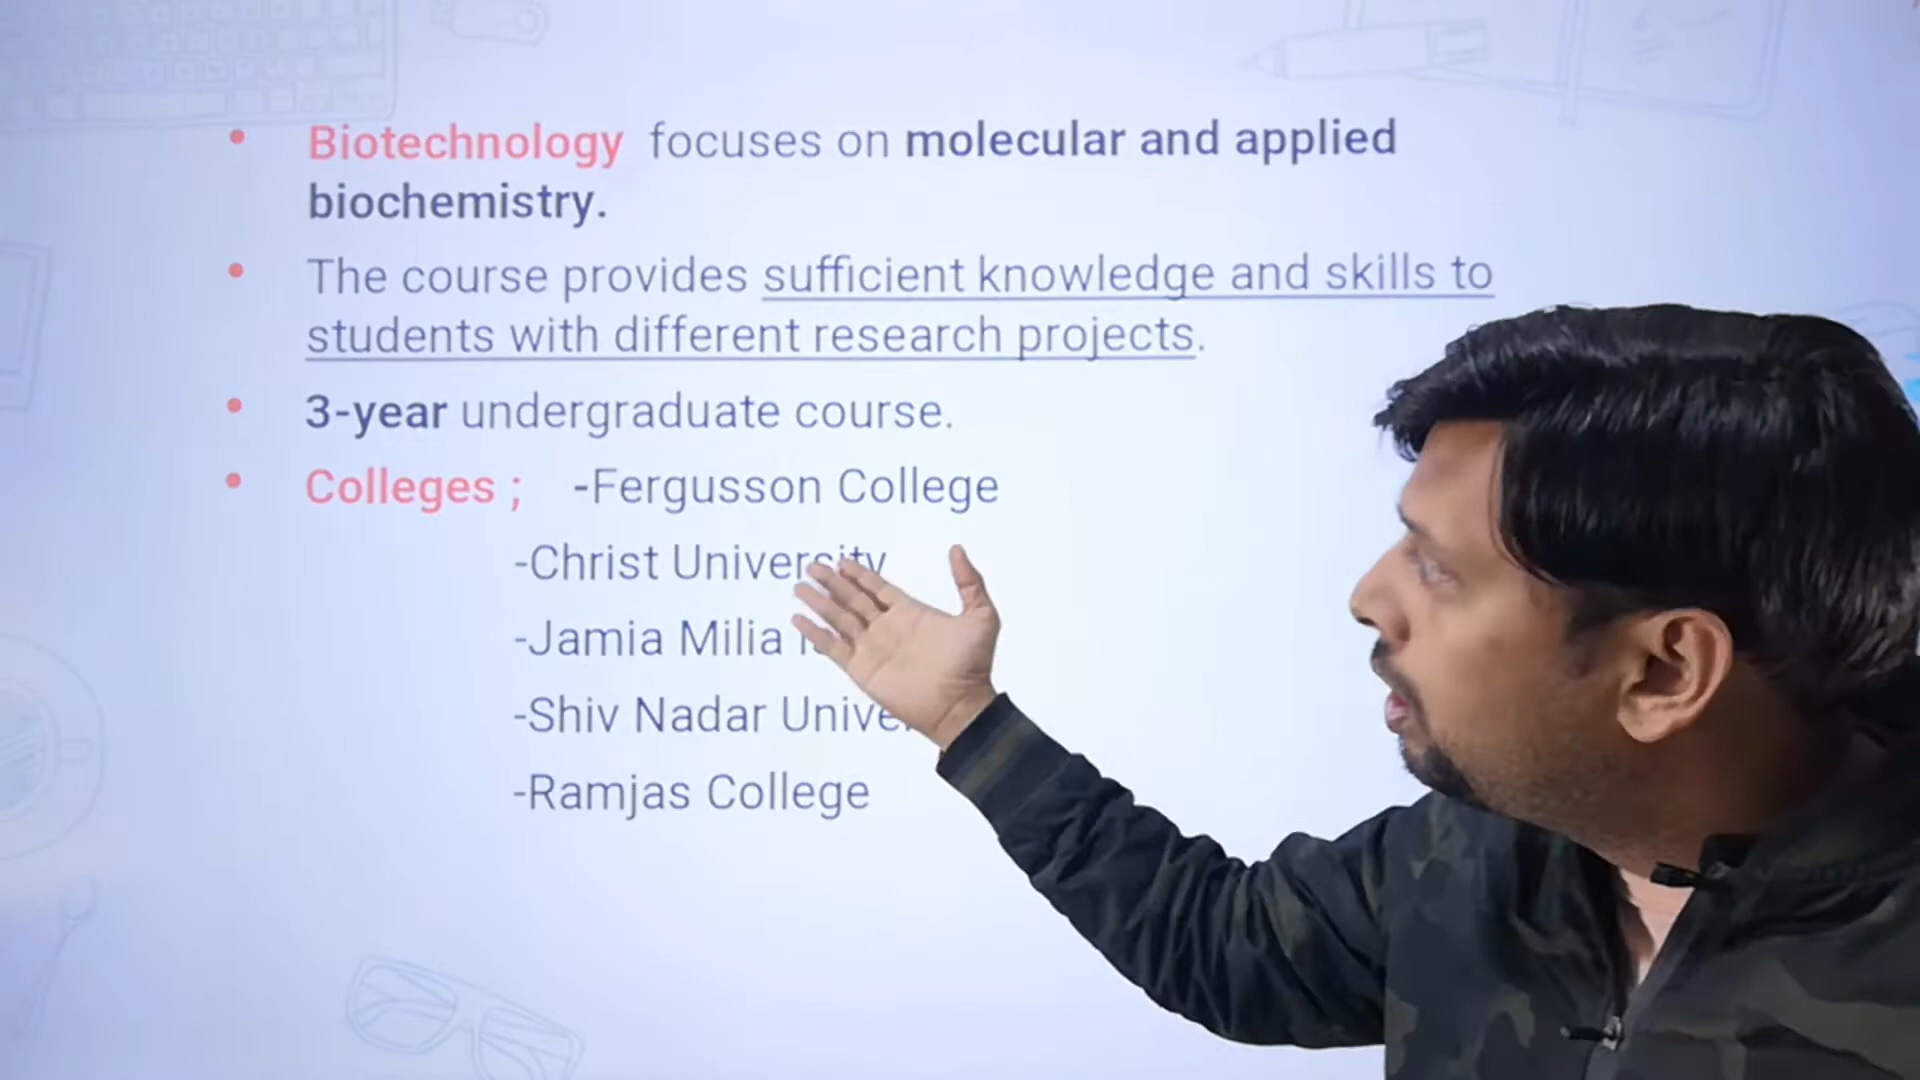 • Biotechnology focuses on molecular and applied
biochemistry.
• The course provides sufficient knowledge and skills to
students with different research projects.
• 3-year undergraduate course.
• Colleges ; -Fergusson College
-Christ University
-Jamia Milia
-Shiv Nadar
-Ramjas College